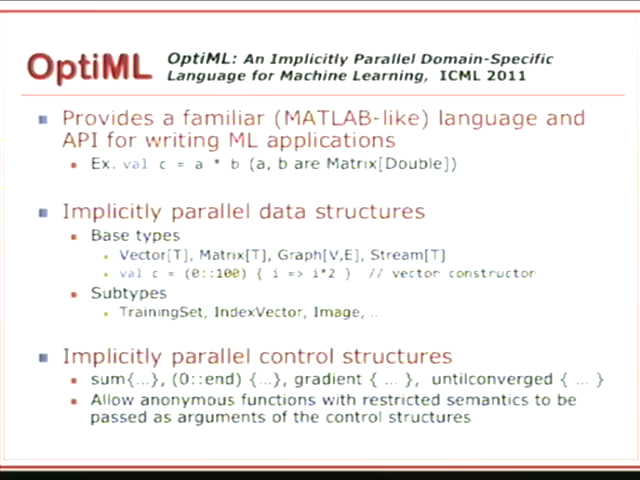 OptiML
OptiML: An Implicitly Parallel Domain-Specific
Language for Machine Learning, ICML 2011
Provides a familiar (MATLAB-like) language and
API for writing ML applications
Ex. val c = a * b (a, b are Matrix[Double])
Implicitly parallel data structures
Base types
Vector[T], Matrix[T], Graph[V,E], Stream[T]
val c = (0::100) { i => i*2 } // vector constructor
Subtypes
TrainingSet, IndexVector, Image, ..
Implicitly parallel control structures
sum{...}, (0::end) {...}, gradient { ... }, untilconverged { ... }
Allow anonymous functions with restricted semantics to be
passed as arguments of the control structures